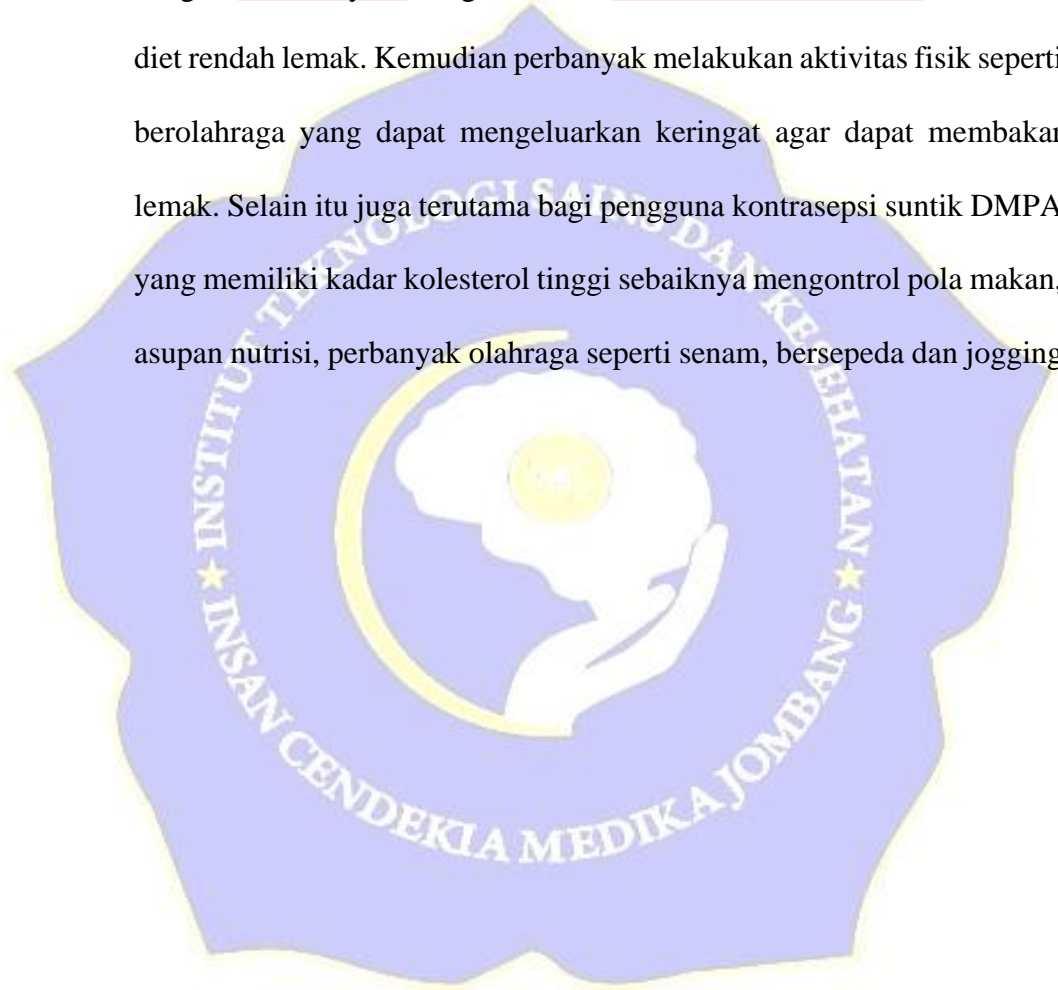 diet rendah lemak. Kemudian perbanyak melakukan aktivitas fisik seperti
berolahraga yang dapat mengeluarkan keringat agar dapat membakar
lemak. Selain itu juga terutama bagi pengguna kontrasepsi suntik DMPA
yang memiliki kadar kolesterol tinggi sebaiknya mengontrol pola makan,
asupan nutrisi, perbanyak olahraga seperti senam, bersepeda dan jogging
INSTITUT TEKNOLOGI SAINS DAN KESEHATAN
INSAN CENDEKIA MEDIKA JOMBANG